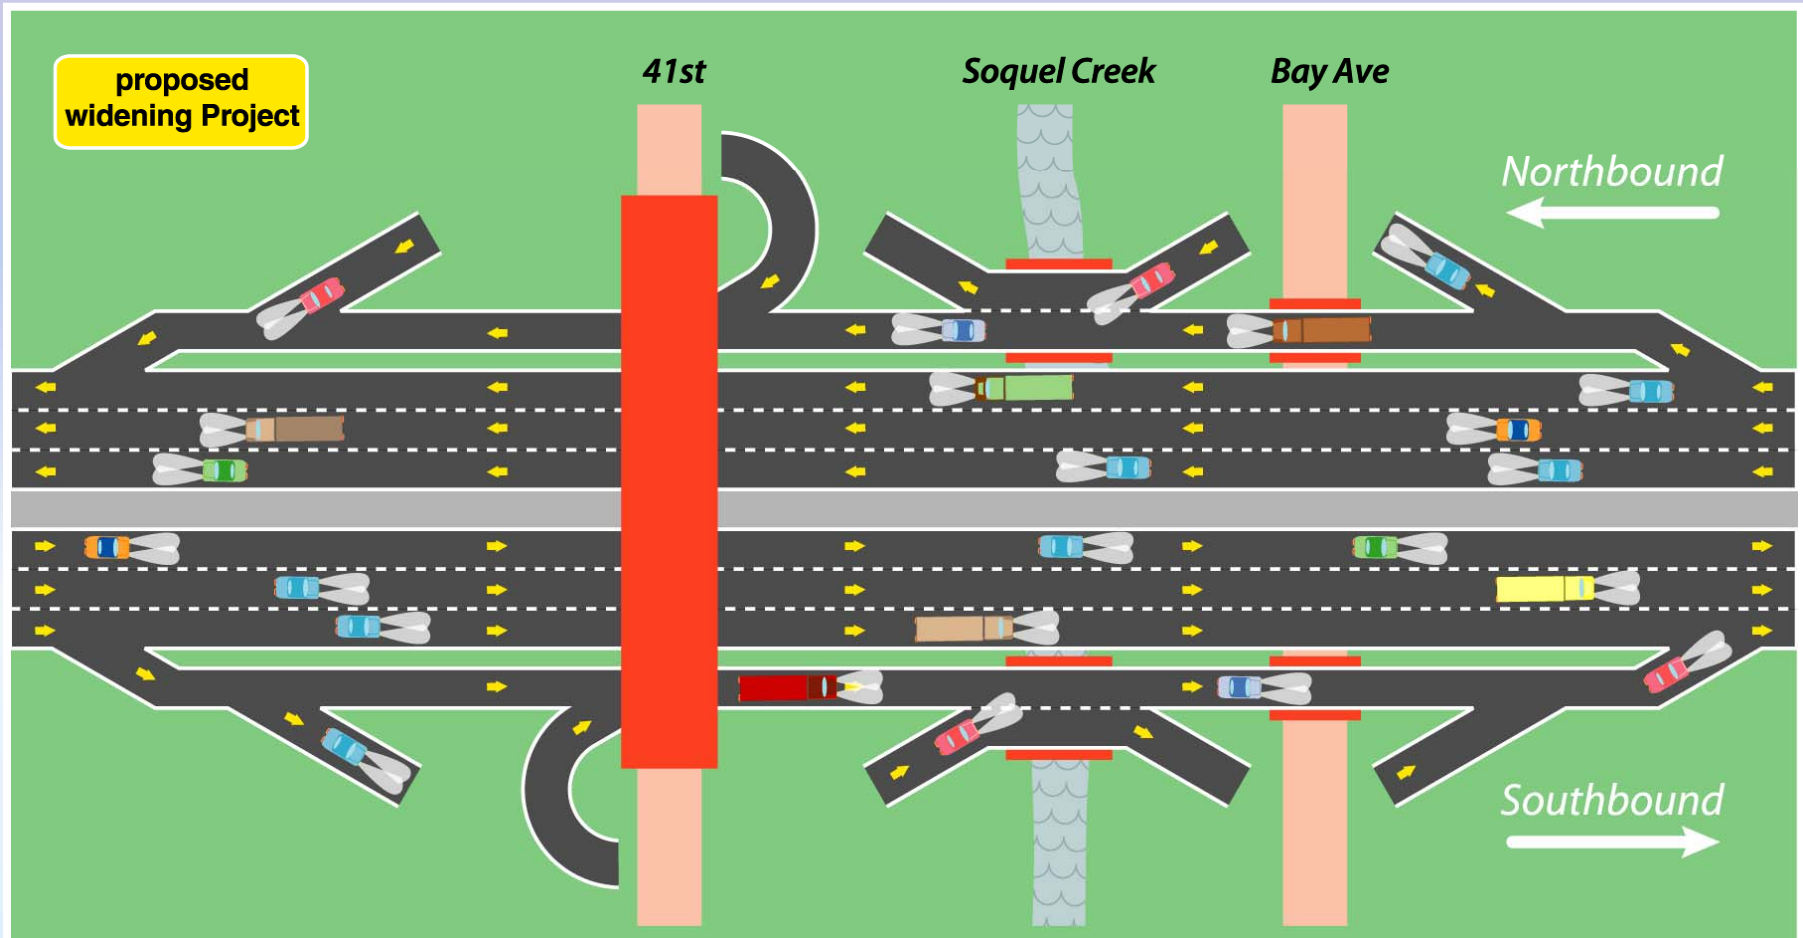 proposed
widening Project
41st
Soquel Creek
Bay Ave
Northbound
Southbound